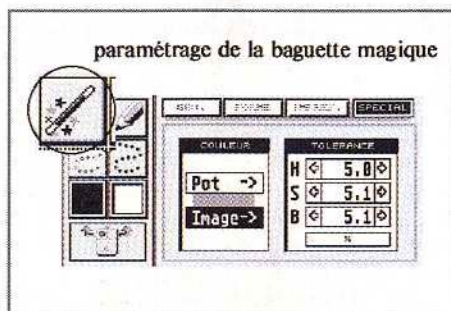 paramétrage de la baguette magique
SPECIAL
COULEUR
TOLERANCE
Pot ->
Image->
H 5.0
S 5.1
B 5.1
%